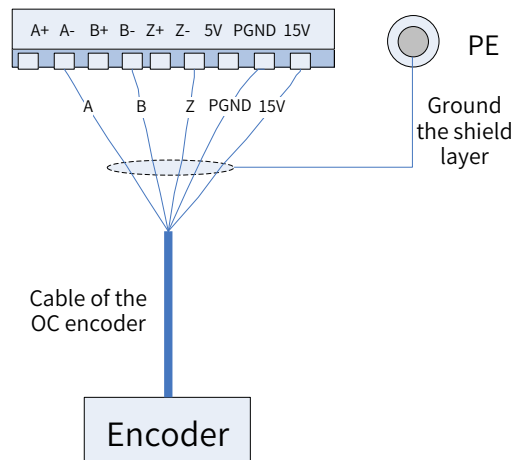 A+ A- B+ B- Z+ Z- 5V PGND 15V
PE
A B Z PGND 15V
Ground
the shield
layer
Cable of the
OC encoder
Encoder